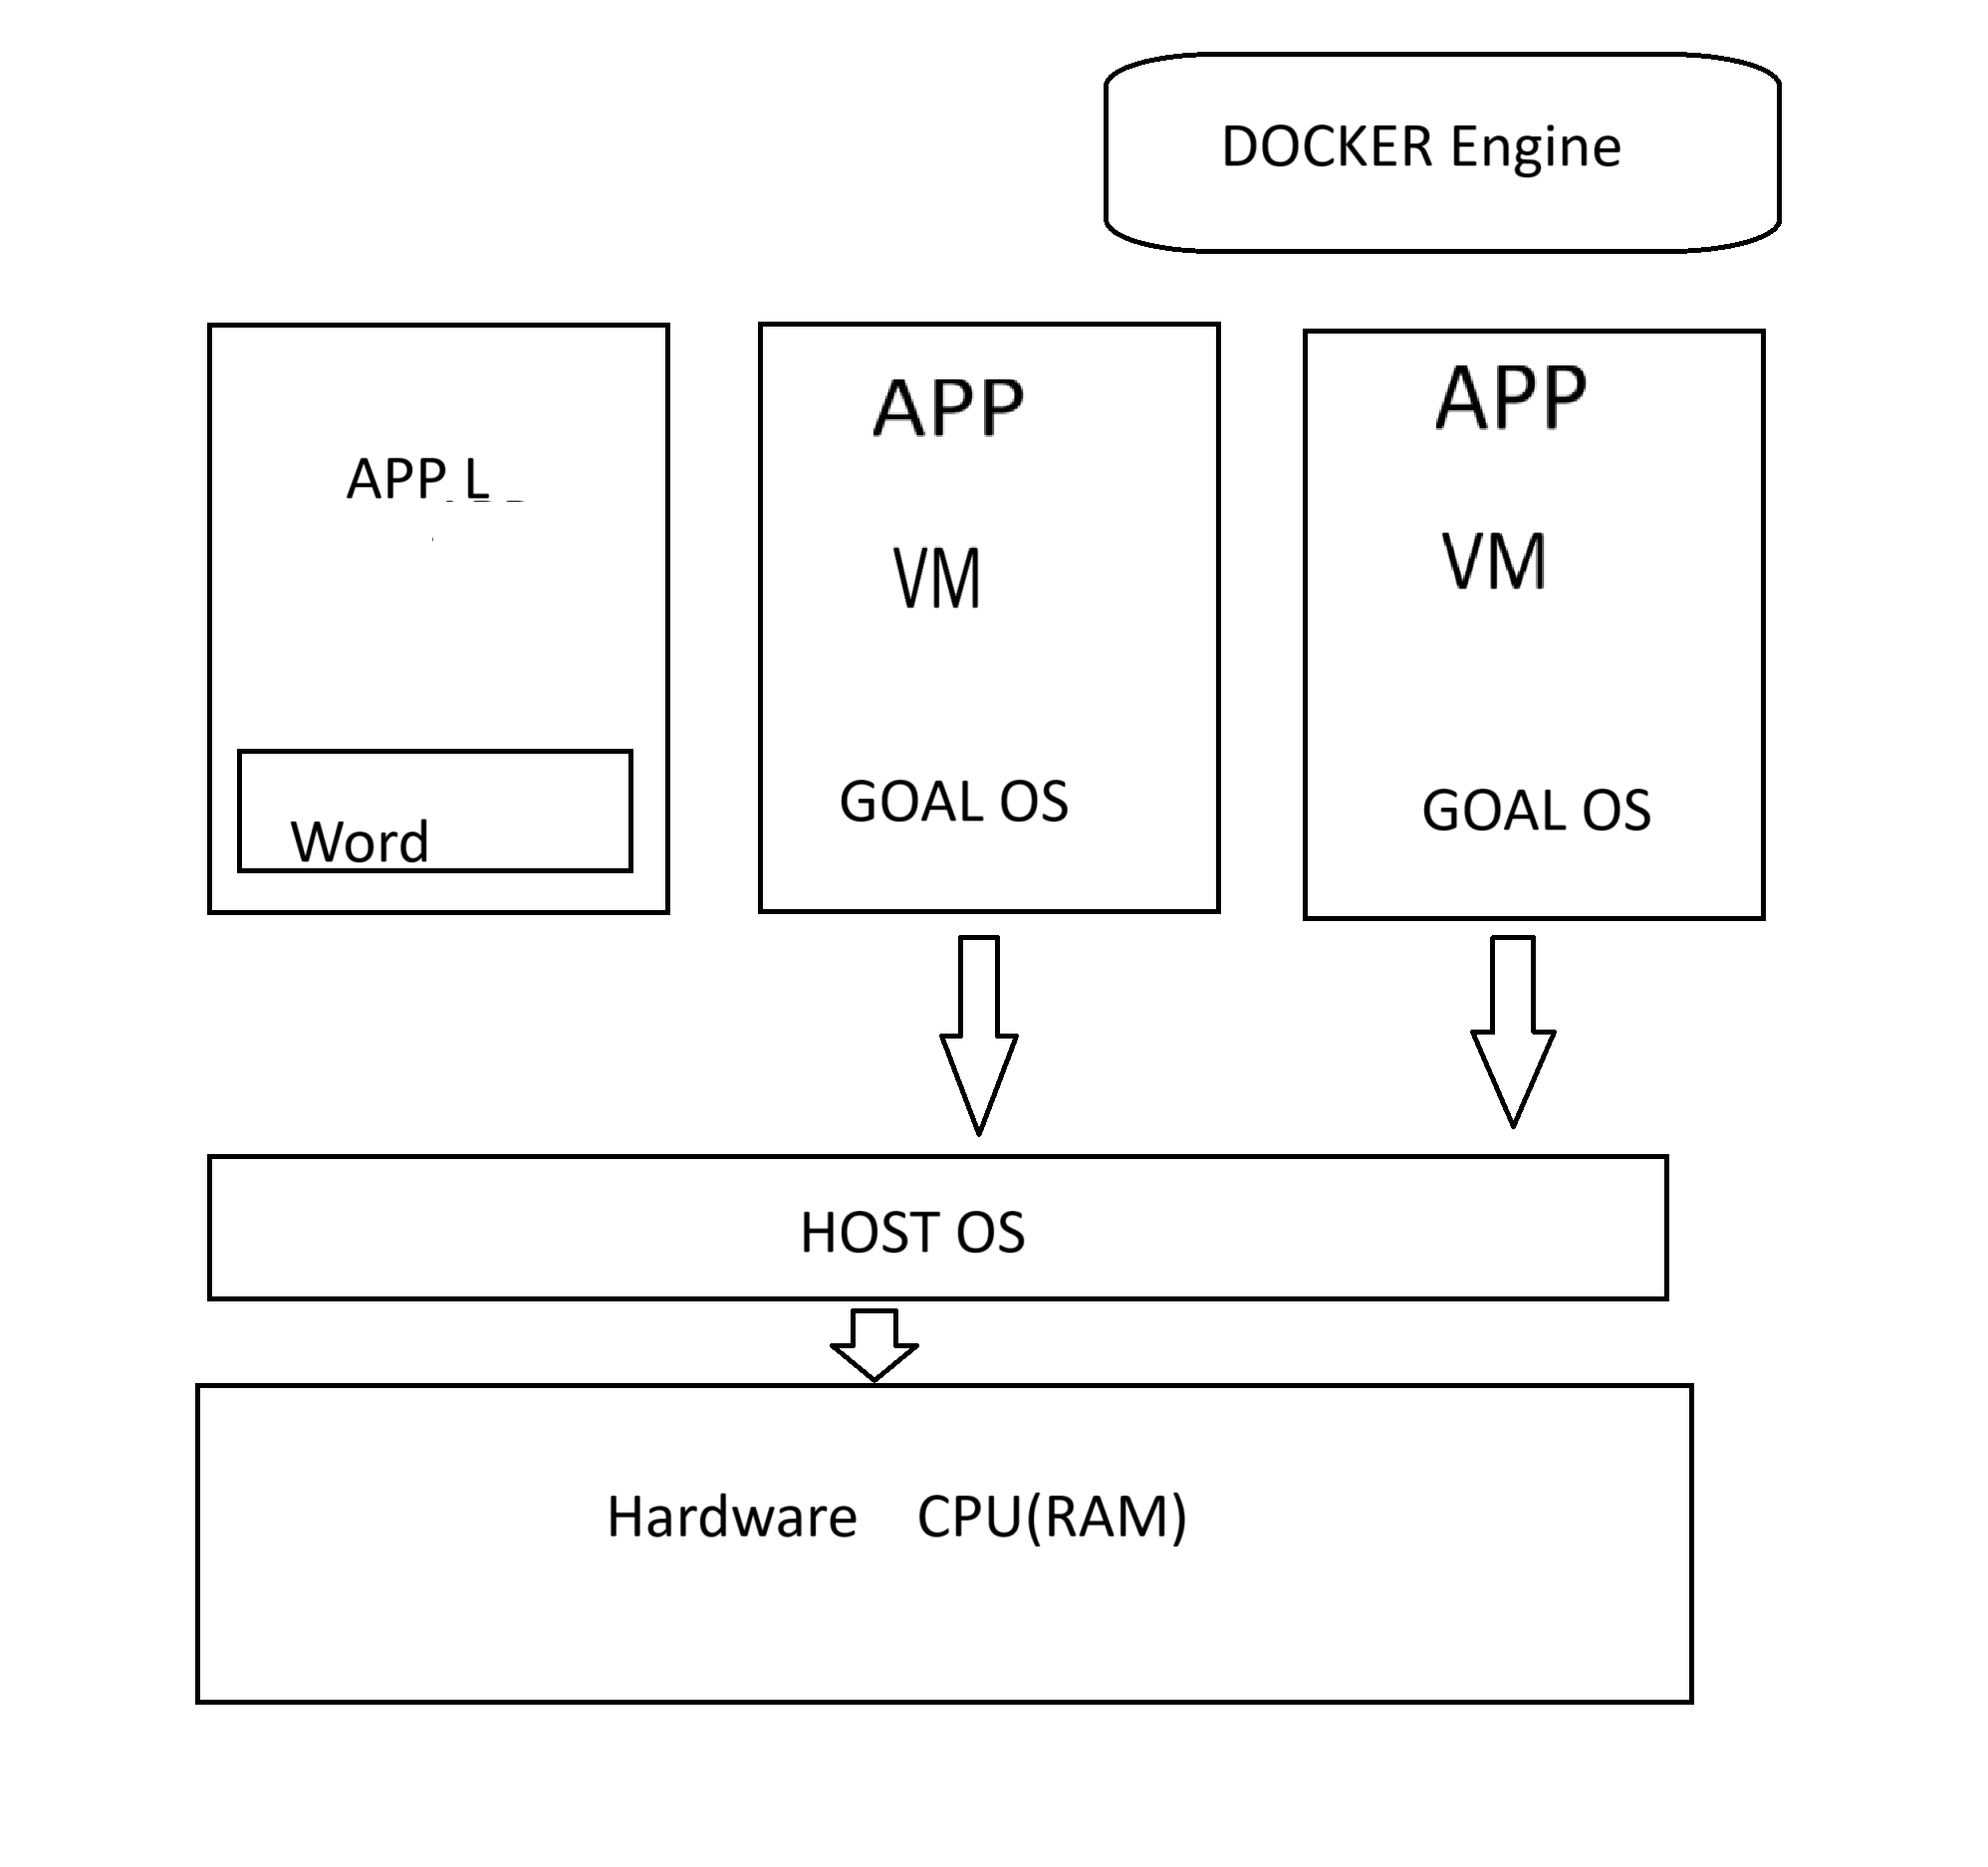 DOCKER Engine
APP L
Word
APP
VM
GOAL OS
APP
VM
GOAL OS
HOST OS
Hardware CPU(RAM)